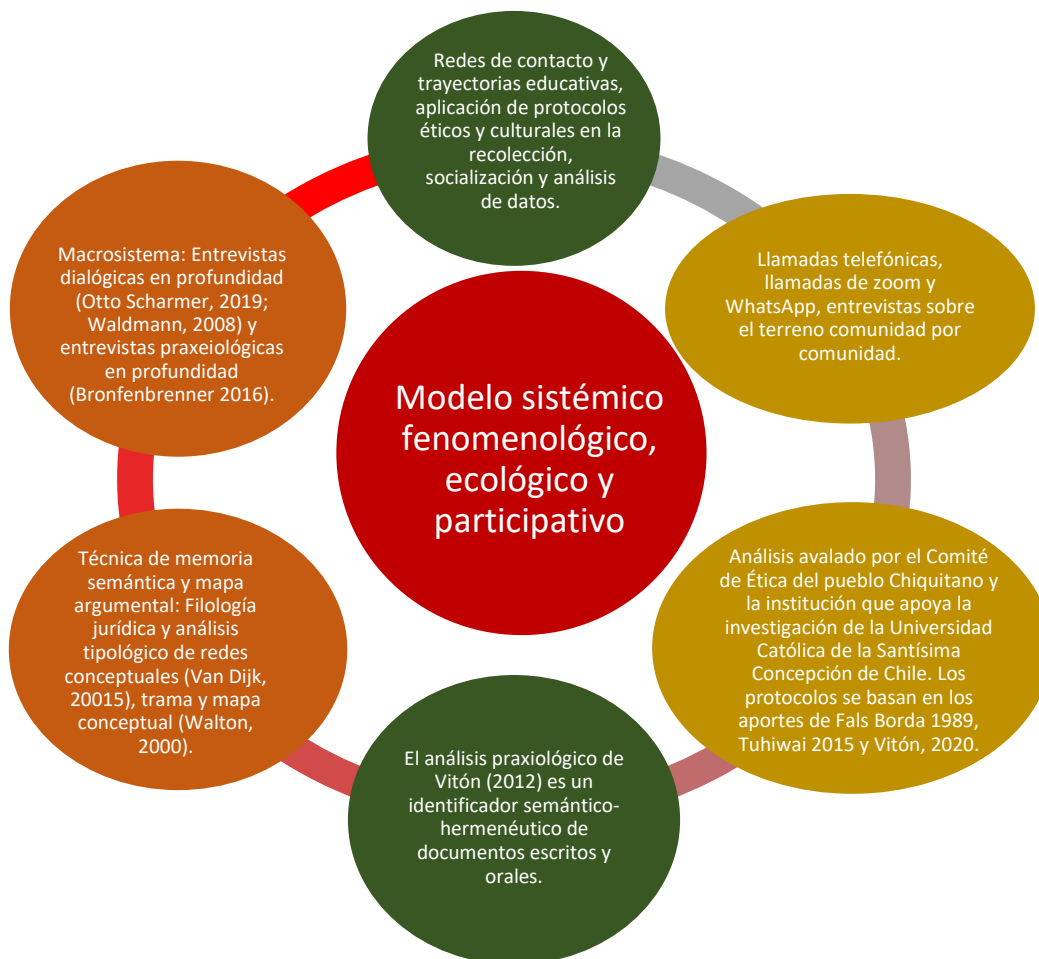 Redes de contacto y
trayectorias educativas,
aplicación de protocolos
éticos y culturales en la
recolección,
socialización y análisis
de datos.
Llamadas telefónicas,
llamadas de zoom y
WhatsApp, entrevistas sobre
el terreno comunidad por
comunidad.
Análisis avalado por el Comité
de Ética del pueblo Chiquitano y
la institución que apoya la
investigación de la Universidad
Católica de la Santísima
Concepción de Chile. Los
protocolos se basan en los
aportes de Fals Borda 1989,
Tuhiwai 2015 y Vitón, 2020.
El análisis praxiológico de
Vitón (2012) es un
identificador semántico-
hermenéutico de
documentos escritos y
orales.
Técnica de memoria
semántica y mapa
argumental: Filología
jurídica y análisis
tipológico de redes
conceptuales (Van Dijk,
20015), trama y mapa
conceptual (Walton,
2000).
Macrosistema: Entrevistas
dialógicas en profundidad
(Otto Scharmer, 2019;
Waldmann, 2008) y
entrevistas praxeiológicas
en profundidad
(Bronfenbrenner 2016).
Modelo sistémico
fenomenológico,
ecológico y
participativo